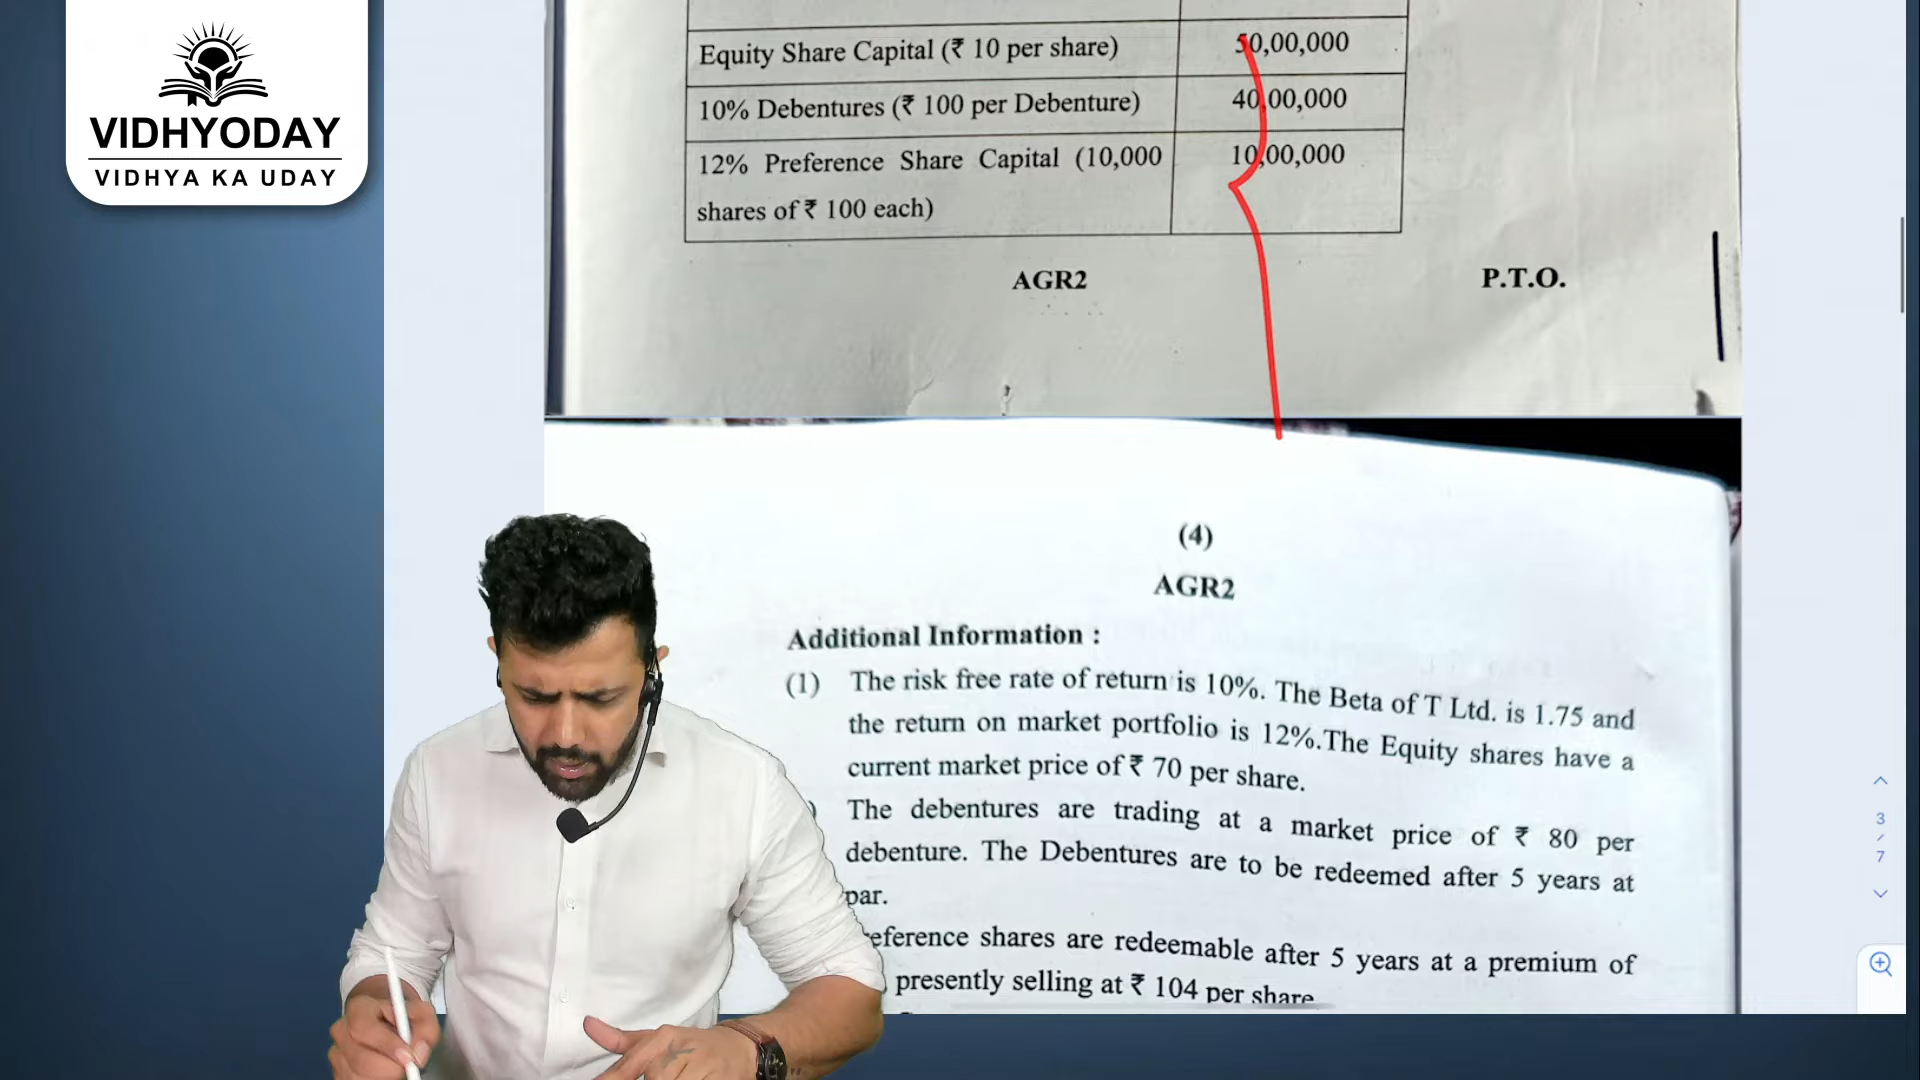 VIDHYODAY
VIDHYA KA UDAY
Equity Share Capital (₹ 10 per share) 50,00,000
10% Debentures (₹ 100 per Debenture) 40,00,000
12% Preference Share Capital (10,000 10,00,000
shares of ₹ 100 each)
AGR2 P.T.O.
(4)
AGR2
Additional Information :
(1) The risk free rate of return is 10%. The Beta of T Ltd. is 1.75 and
the return on market portfolio is 12%.The Equity shares have a
current market price of ₹ 70 per share.
The debentures are trading at a market price of ₹ 80 per
debenture. The Debentures are to be redeemed after 5 years at
par.
shares are redeemable after 5 years at a premium of
presently selling at ₹ 104 per share
3
/
7